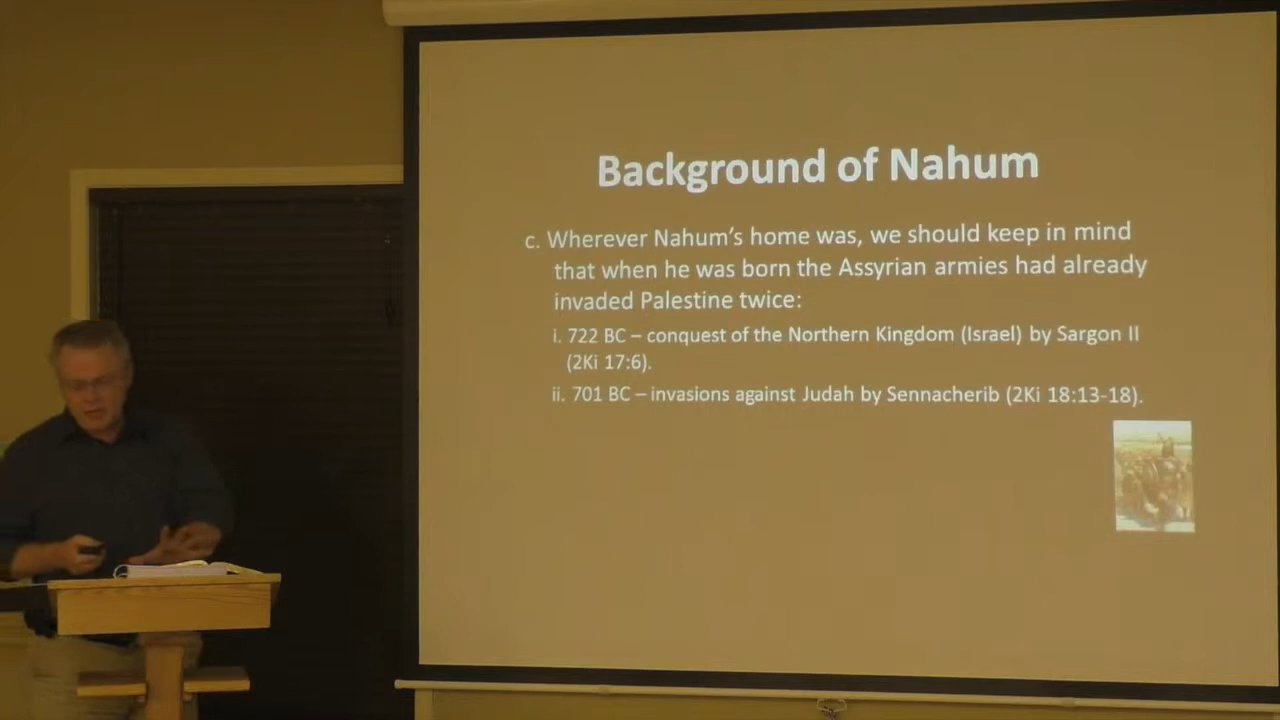 Background of Nahum
c. Wherever Nahum's home was, we should keep in mind
that when he was born the Assyrian armies had already
invaded Palestine twice:
i. 722 BC – conquest of the Northern Kingdom (Israel) by Sargon II
(2Ki 17:6).
ii. 701 BC – invasions against Judah by Sennacherib (2Ki 18:13-18).